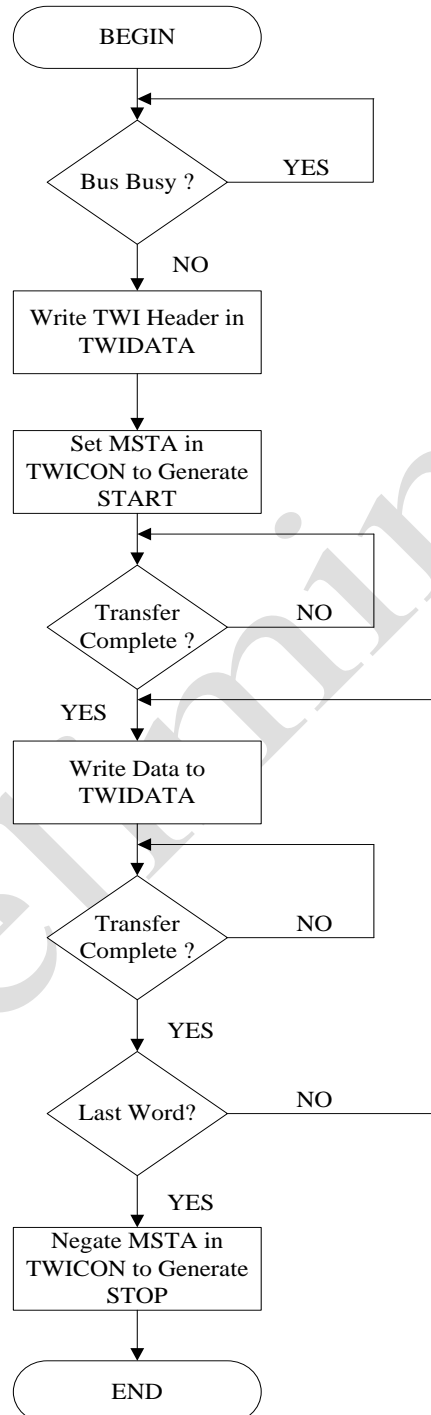 BEGIN
Bus Busy ?
YES
NO
Write TWI Header in
TWIDATA
Set MSTA in
TWICON to Generate
START
Transfer
Complete ?
NO
YES
Write Data to
TWIDATA
Transfer
Complete ?
NO
YES
Last Word?
NO
YES
Negate MSTA in
TWICON to Generate
STOP
END